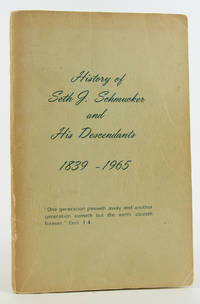 History of
Seth J. Schmucker
and
His Descendants
1839 - 1965
"One generation passeth away and another
generation cometh but the earth abideth
forever." Eccl. 1:4.